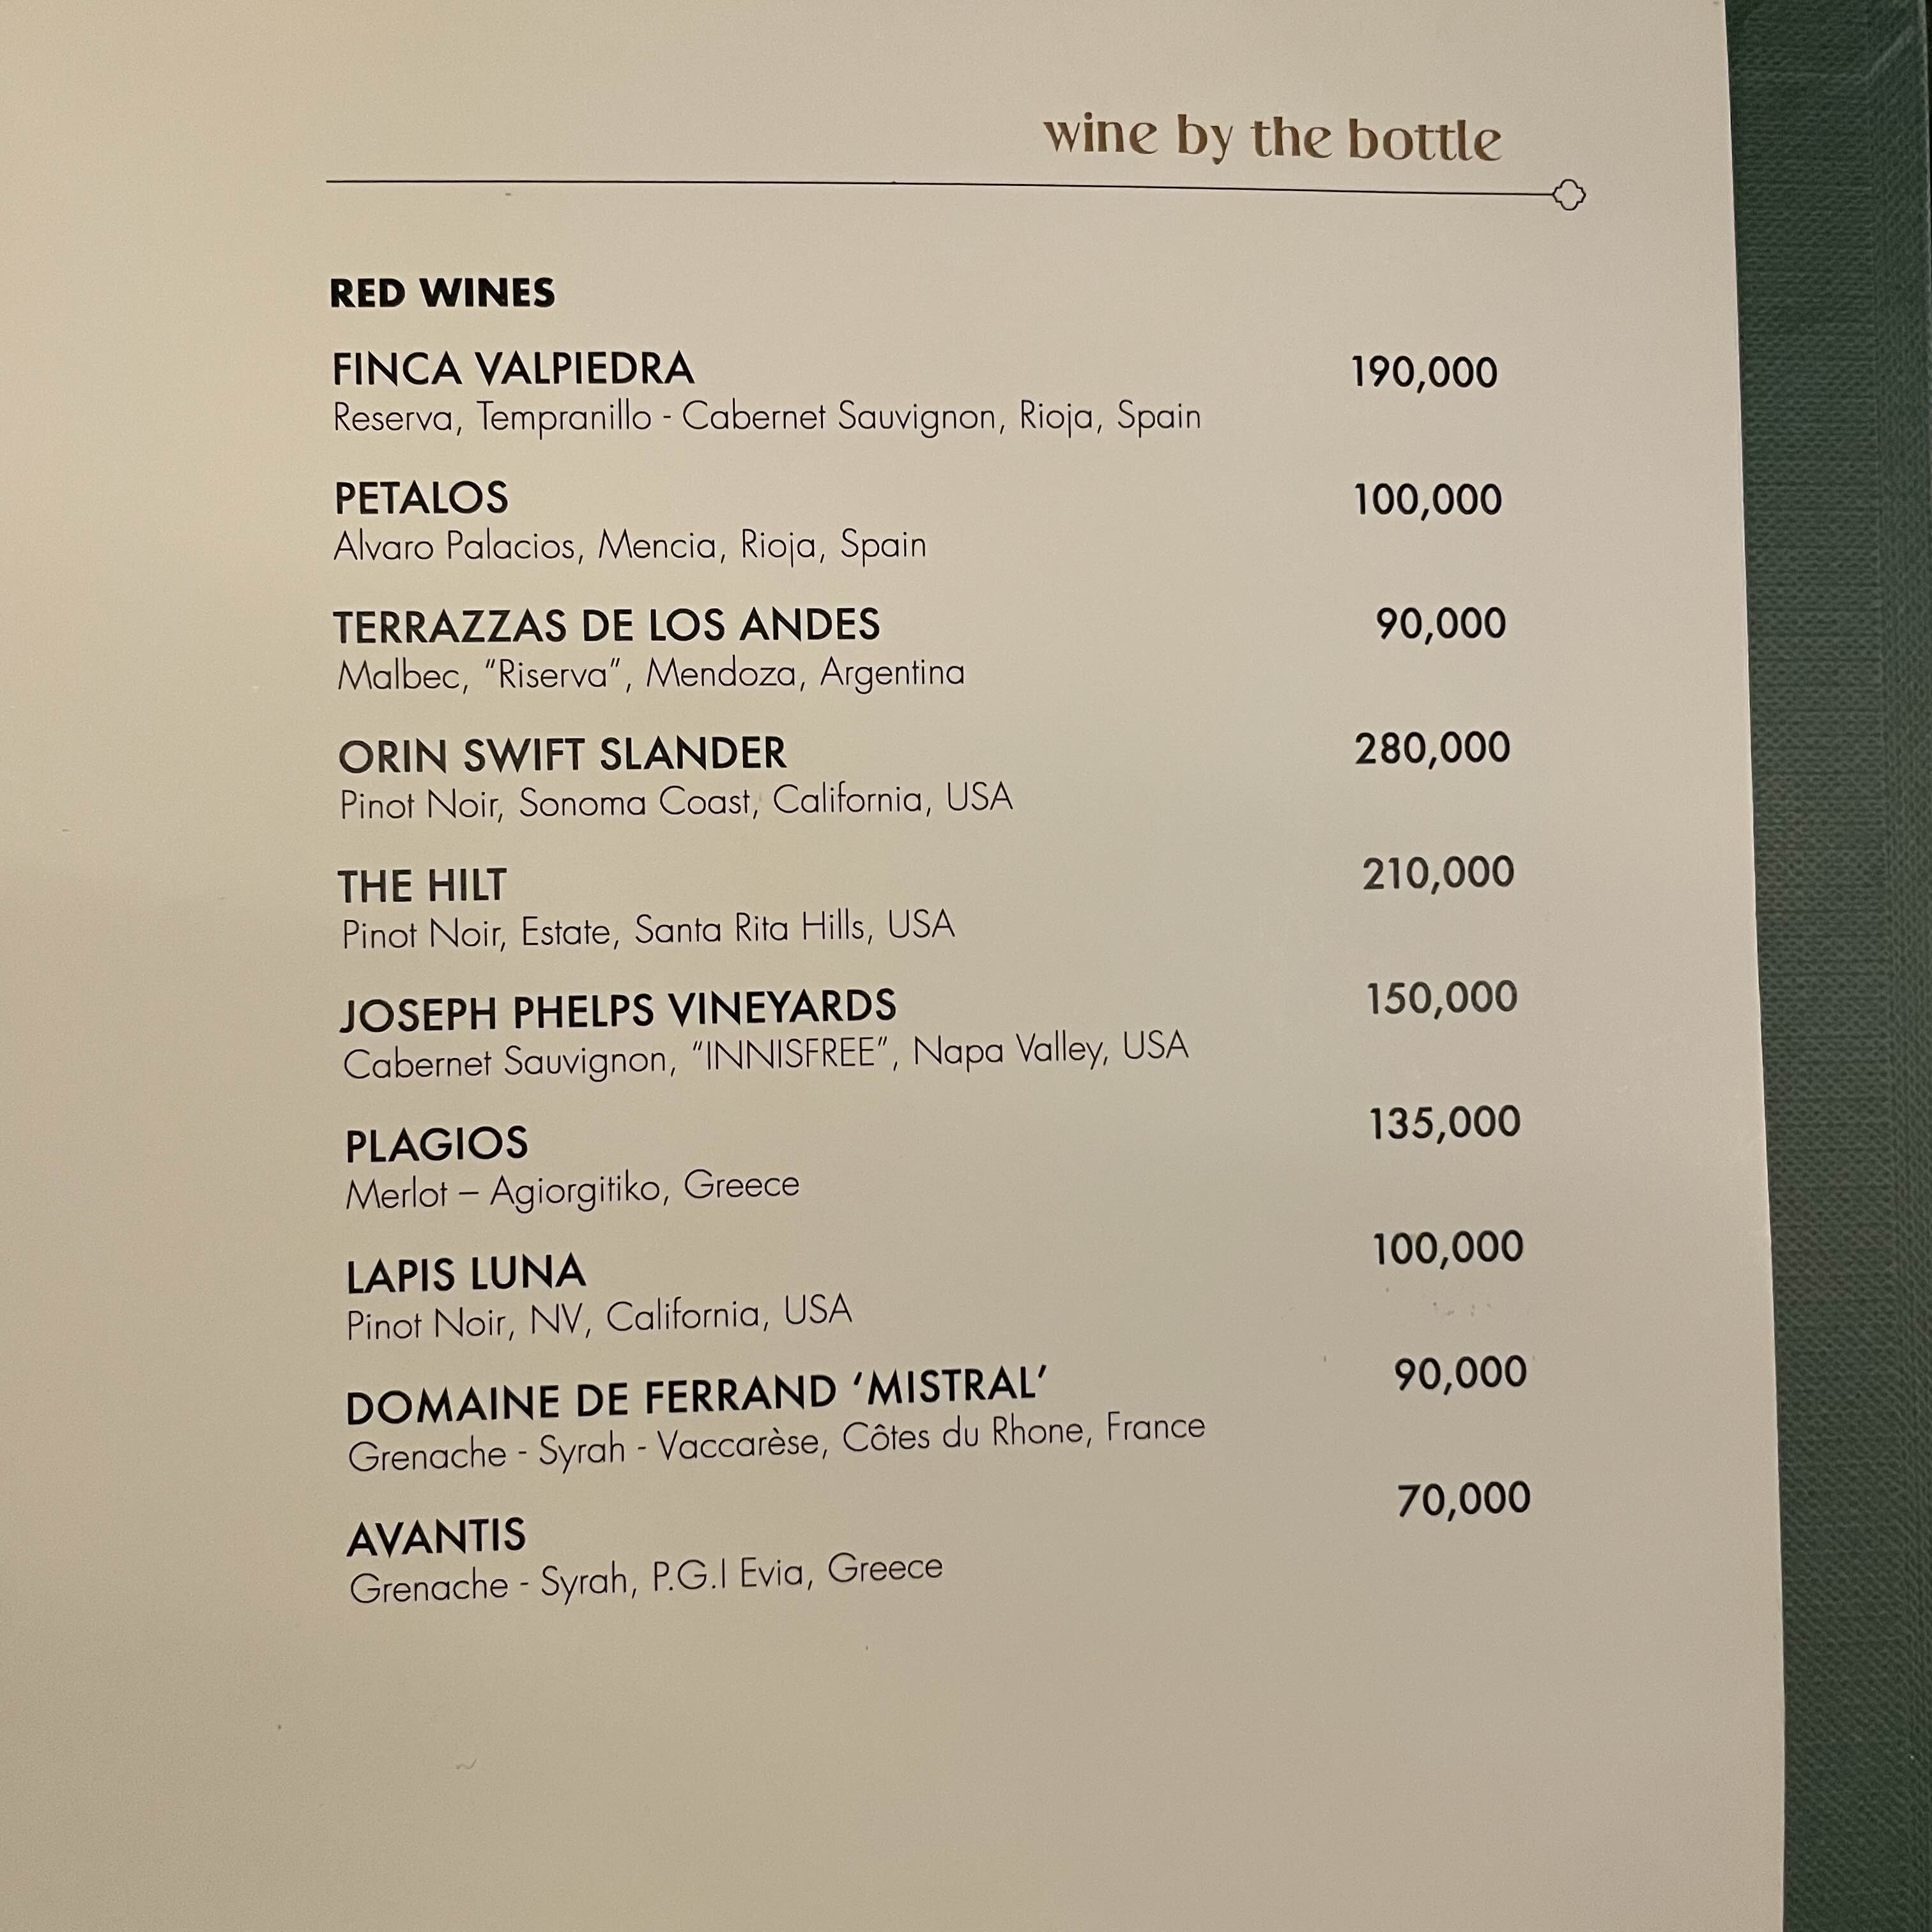 wine by the bottle
RED WINES
FINCA VALPIEDRA 190,000
Reserva, Tempranillo - Cabernet Sauvignon, Rioja, Spain
PETALOS 100,000
Alvaro Palacios, Mencia, Rioja, Spain
TERRAZZAS DE LOS ANDES 90,000
Malbec, "Riserva", Mendoza, Argentina
ORIN SWIFT SLANDER 280,000
Pinot Noir, Sonoma Coast, California, USA
THE HILT 210,000
Pinot Noir, Estate, Santa Rita Hills, USA
JOSEPH PHELPS VINEYARDS 150,000
Cabernet Sauvignon, "INNISFREE", Napa Valley, USA
PLAGIOS 135,000
Merlot – Agiorgitiko, Greece
LAPIS LUNA 100,000
Pinot Noir, NV, California, USA
DOMAINE DE FERRAND 'MISTRAL' 90,000
Grenache - Syrah - Vaccarèse, Côtes du Rhone, France
AVANTIS 70,000
Grenache - Syrah, P.G.I Evia, Greece